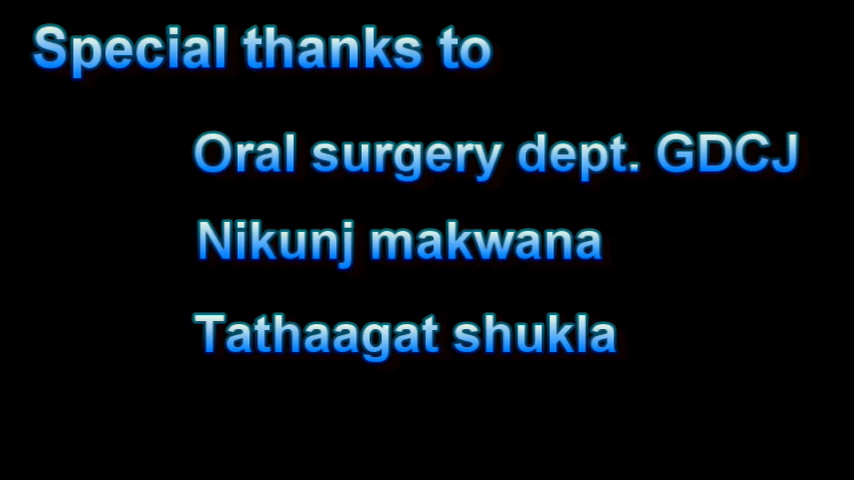 Special thanks to
Oral surgery dept. GDCJ
Nikunj makwana
Tathaagat shukla